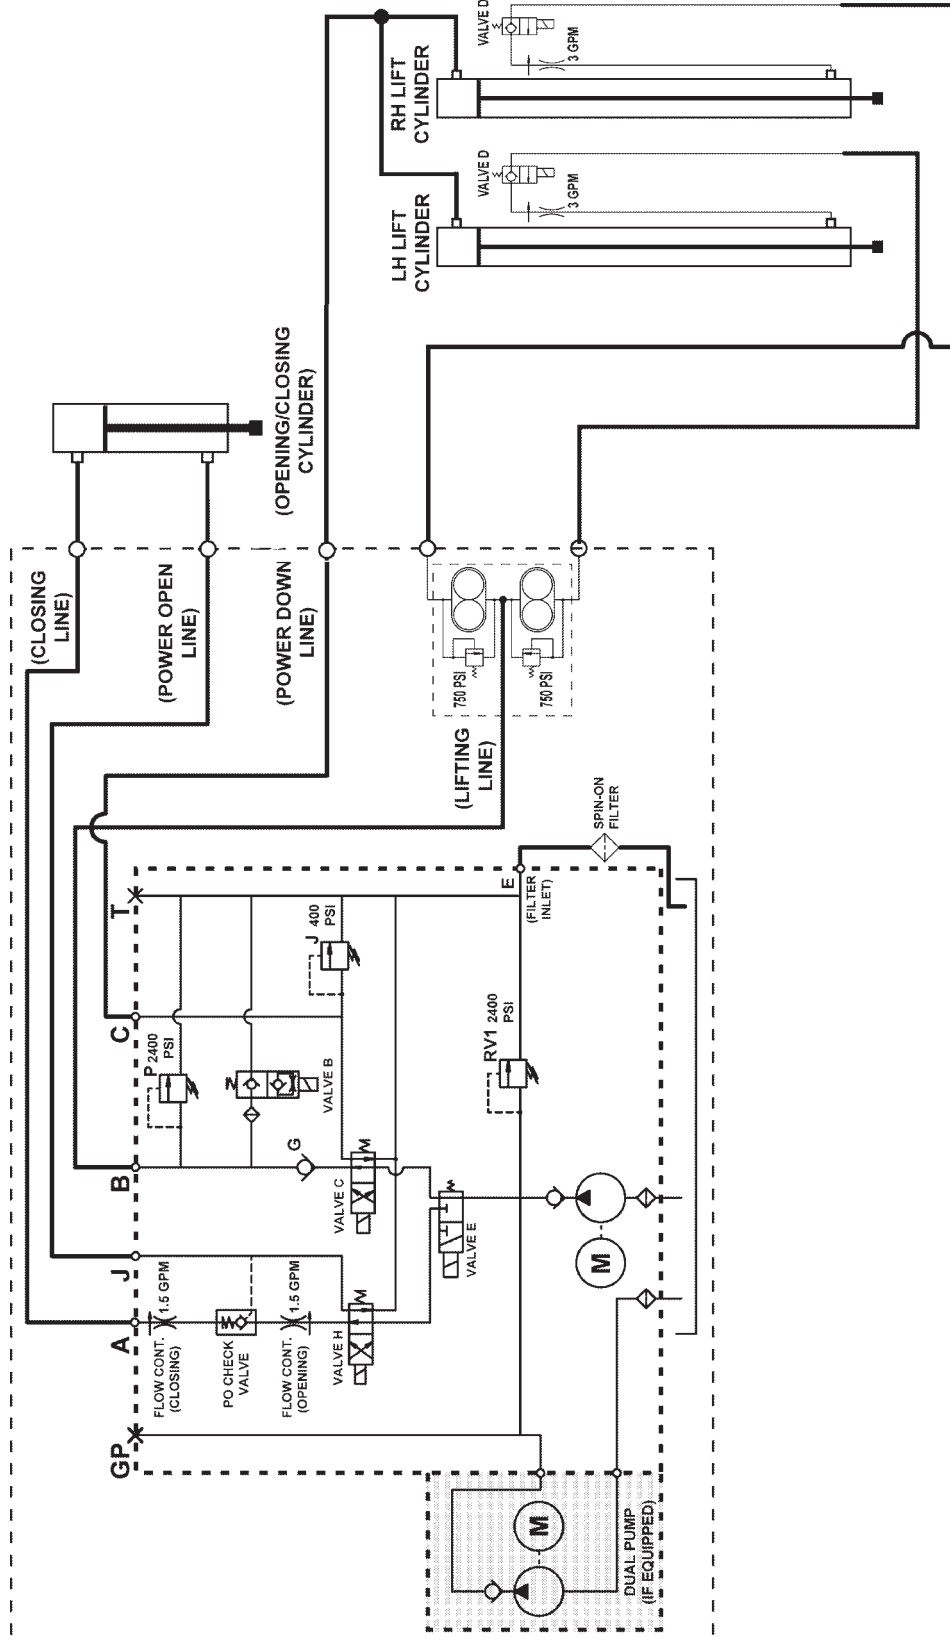 VALVE D
3 GPM
RH LIFT
CYLINDER
VALVE D
3 GPM
LH LIFT
CYLINDER
(OPENING/CLOSING
CYLINDER)
(CLOSING
LINE)
(POWER OPEN
LINE)
(POWER DOWN
LINE)
750 PSI
750 PSI
(LIFTING
LINE)
SPIN-ON
FILTER
T
E
(FILTER
INLET)
J 400
PSI
C
P 2400
PSI
RV1 2400
PSI
VALVE B
B
G
VALVE C
VALVE E
J
1.5 GPM
1.5 GPM
A
FLOW CONT.
(CLOSING)
PO CHECK
VALVE
FLOW CONT.
(OPENING)
VALVE H
M
GP
M
DUAL PUMP
(IF EQUIPPED)